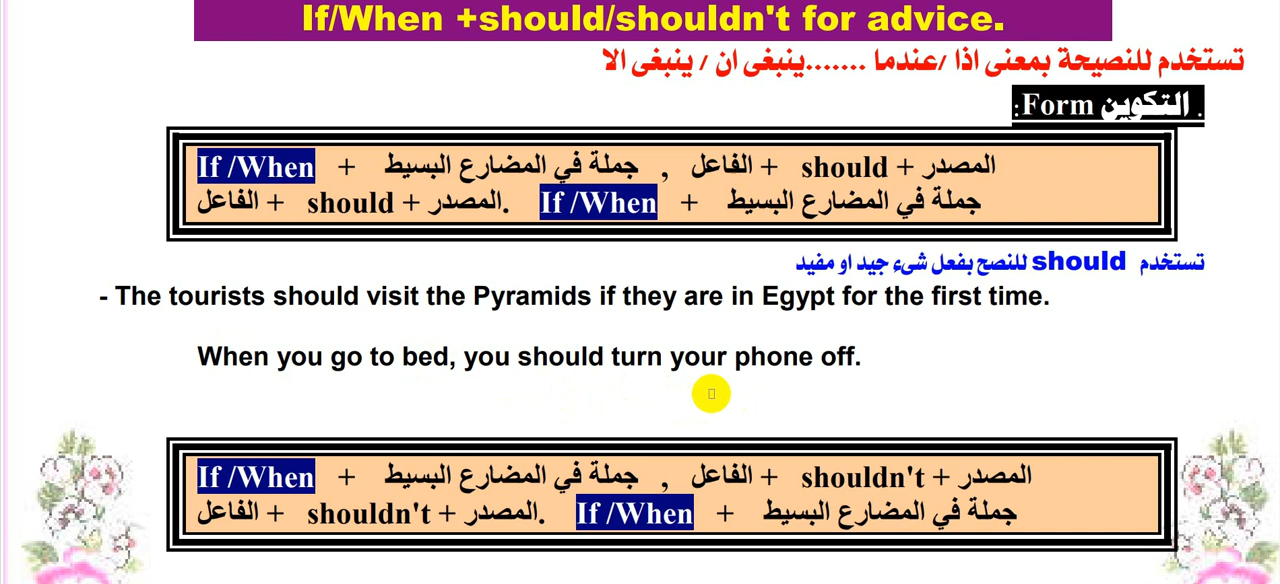 If/When +should/shouldn't for advice.
تستخدم للنصيحة بمعنى اذا /عندما .......ينبغى ان / ينبغى الا
. التكوين Form:
If /When + جملة في المضارع البسيط , الفاعل + should + المصدر
الفاعل + should + المصدر. If /When + جملة في المضارع البسيط
تستخدم should للنصح بفعل شىء جيد او مفيد
- The tourists should visit the Pyramids if they are in Egypt for the first time.
When you go to bed, you should turn your phone off.
If /When + جملة في المضارع البسيط , الفاعل + shouldn't + المصدر
الفاعل + shouldn't + المصدر. If /When + جملة في المضارع البسيط